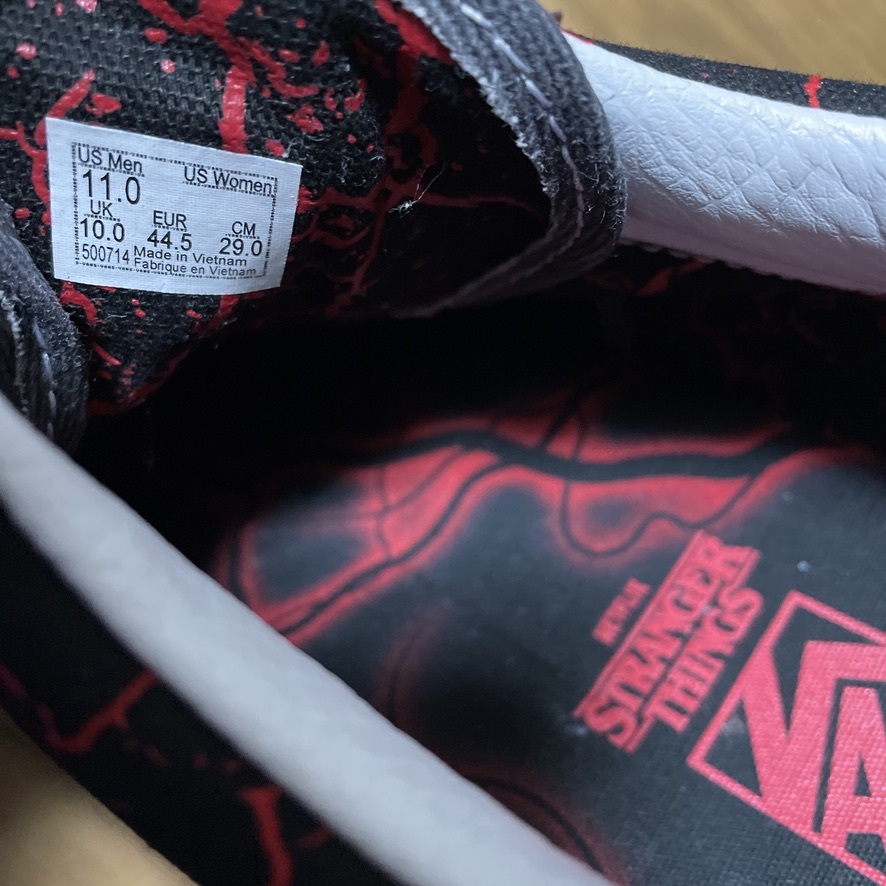 US Men US Women
11.0
UK EUR CM
10.0 44.5 29.0
500714 Made in Vietnam
Fabrique en Vietnam
NETFLIX
STRANGER
THINGS
VA